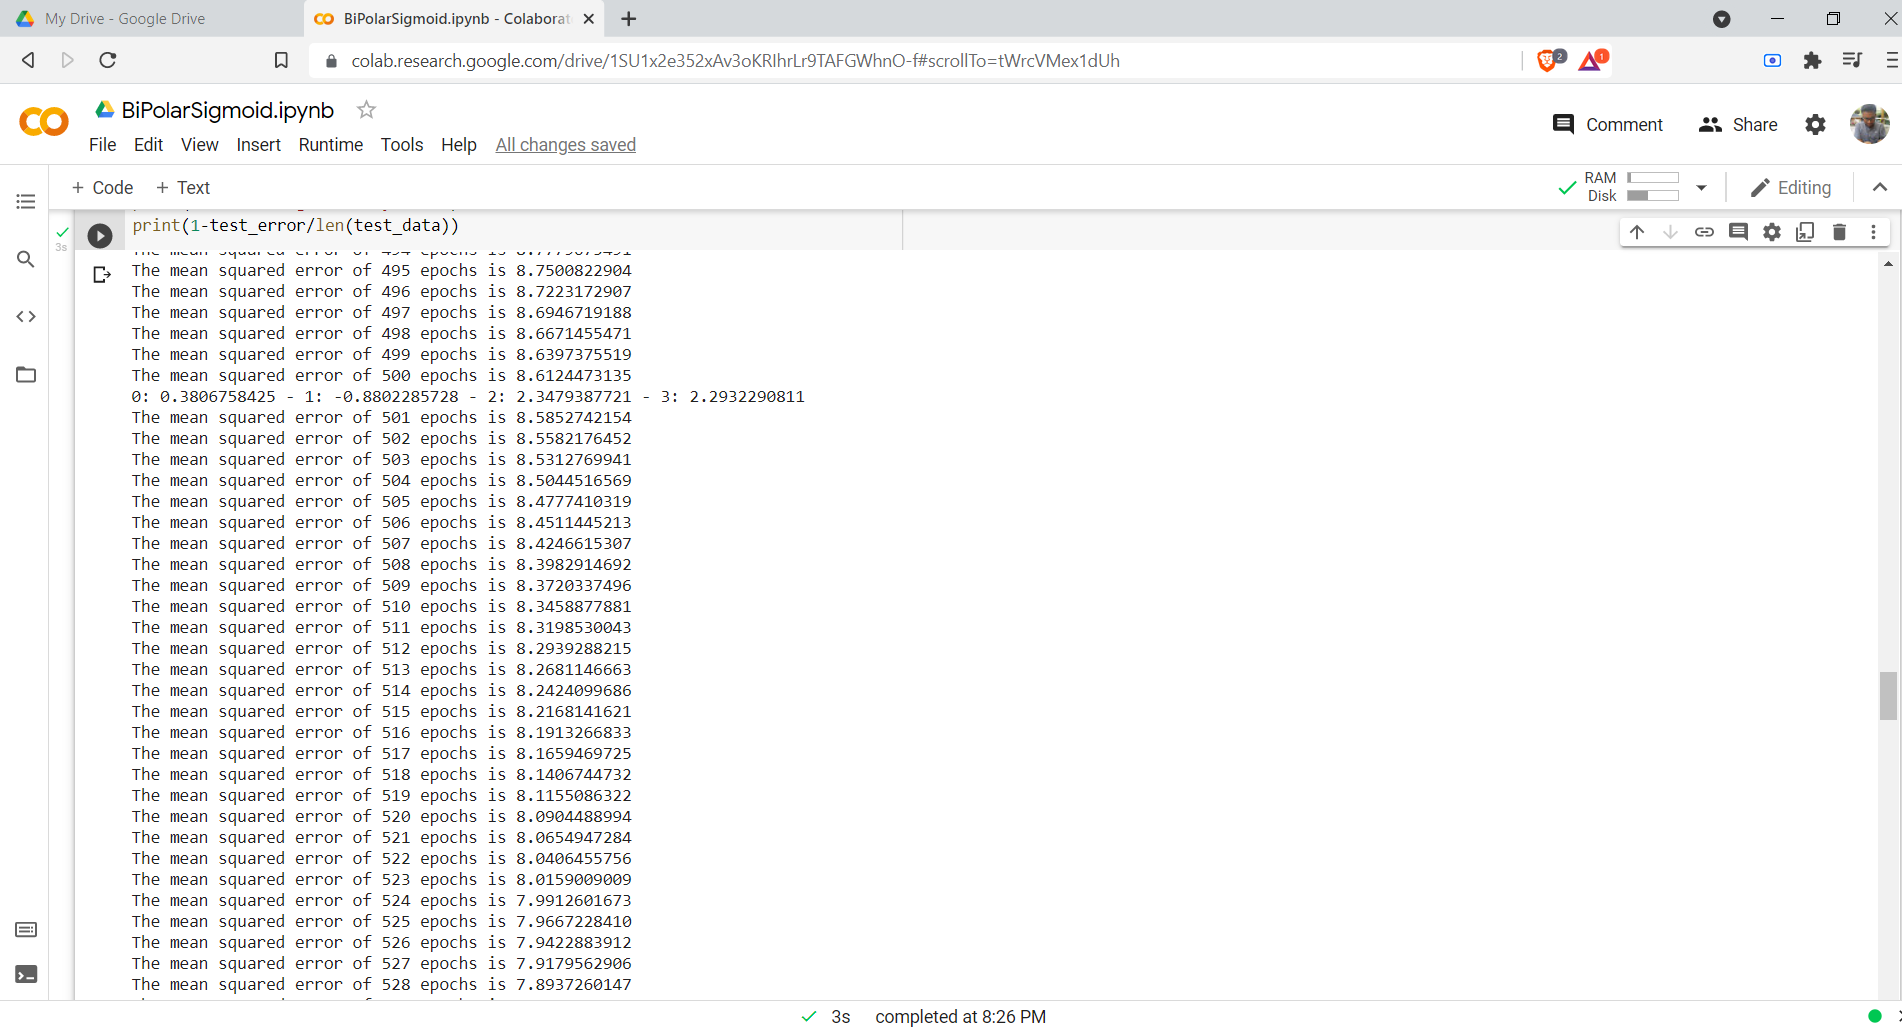 My Drive - Google Drive
BiPolarSigmoid.ipynb - Colaborat
colab.research.google.com/drive/1SU1x2e352xAv3oKRIhrLr9TAFGWhnO-f#scrollTo=tWrcVMex1dUh
2
1
BiPolarSigmoid.ipynb
File Edit View Insert Runtime Tools Help All changes saved
Comment
Share
+ Code + Text
RAM
Disk
Editing
print(1-test_error/len(test_data))
3s
The mean squared error of 494 epochs is 8.7779675491
The mean squared error of 495 epochs is 8.7500822904
The mean squared error of 496 epochs is 8.7223172907
The mean squared error of 497 epochs is 8.6946719188
The mean squared error of 498 epochs is 8.6671455471
The mean squared error of 499 epochs is 8.6397375519
The mean squared error of 500 epochs is 8.6124473135
0: 0.3806758425 - 1: -0.8802285728 - 2: 2.3479387721 - 3: 2.2932290811
The mean squared error of 501 epochs is 8.5852742154
The mean squared error of 502 epochs is 8.5582176452
The mean squared error of 503 epochs is 8.5312769941
The mean squared error of 504 epochs is 8.5044516569
The mean squared error of 505 epochs is 8.4777410319
The mean squared error of 506 epochs is 8.4511445213
The mean squared error of 507 epochs is 8.4246615307
The mean squared error of 508 epochs is 8.3982914692
The mean squared error of 509 epochs is 8.3720337496
The mean squared error of 510 epochs is 8.3458877881
The mean squared error of 511 epochs is 8.3198530043
The mean squared error of 512 epochs is 8.2939288215
The mean squared error of 513 epochs is 8.2681146663
The mean squared error of 514 epochs is 8.2424099686
The mean squared error of 515 epochs is 8.2168141621
The mean squared error of 516 epochs is 8.1913266833
The mean squared error of 517 epochs is 8.1659469725
The mean squared error of 518 epochs is 8.1406744732
The mean squared error of 519 epochs is 8.1155086322
The mean squared error of 520 epochs is 8.0904488994
The mean squared error of 521 epochs is 8.0654947284
The mean squared error of 522 epochs is 8.0406455756
The mean squared error of 523 epochs is 8.0159009009
The mean squared error of 524 epochs is 7.9912601673
The mean squared error of 525 epochs is 7.9667228410
The mean squared error of 526 epochs is 7.9422883912
The mean squared error of 527 epochs is 7.9179562906
The mean squared error of 528 epochs is 7.8937260147
3s completed at 8:26 PM